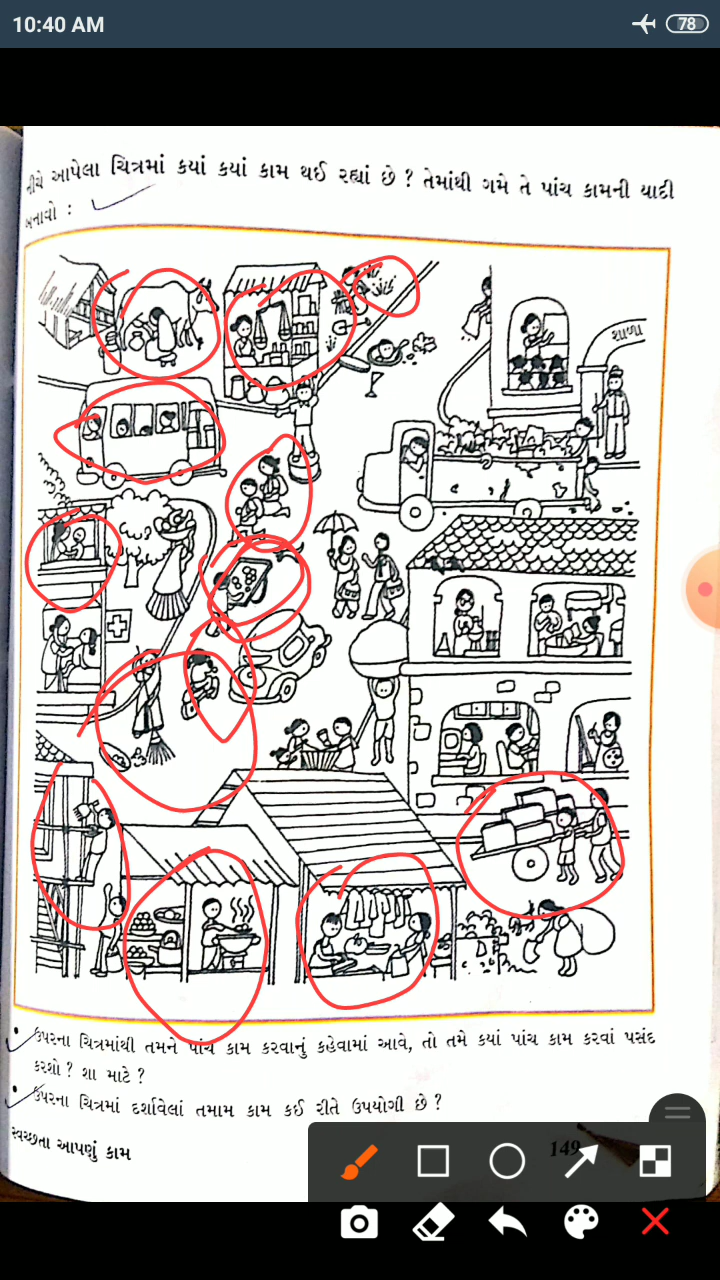 10:40 AM
78
નીચે આપેલા ચિત્રમાં કયાં કયાં કામ થઈ રહ્યાં છે ? તેમાંથી ગમે તે પાંચ કામની યાદી
બનાવો :
શાળા
• ઉપરના ચિત્રમાંથી તમને પાંચ કામ કરવાનું કહેવામાં આવે, તો તમે કયાં પાંચ કામ કરવાં પસંદ
કરશો ? શા માટે ?
• ઉપરના ચિત્રમાં દર્શાવેલાં તમામ કામ કઈ રીતે ઉપયોગી છે ?
સ્વચ્છતા આપણું કામ
149